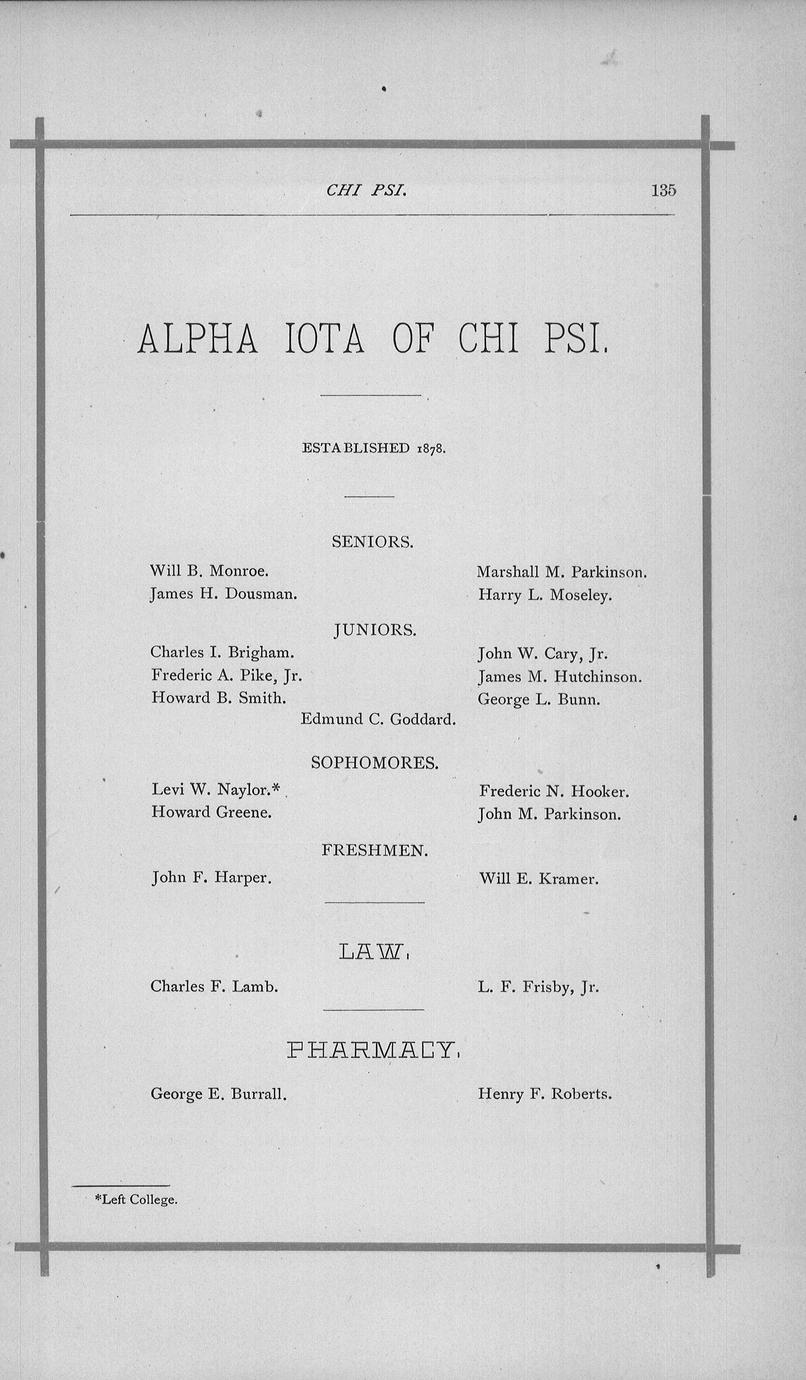 CHI PSI. 135
ALPHA IOTA OF CHI PSI.
ESTABLISHED 1878.
SENIORS.
Will B. Monroe. Marshall M. Parkinson.
James H. Dousman. Harry L. Moseley.
JUNIORS.
Charles I. Brigham. John W. Cary, Jr.
Frederic A. Pike, Jr. James M. Hutchinson.
Howard B. Smith. George L. Bunn.
Edmund C. Goddard.
SOPHOMORES.
Levi W. Naylor.* Frederic N. Hooker.
Howard Greene. John M. Parkinson.
FRESHMEN.
John F. Harper. Will E. Kramer.
LAW.
Charles F. Lamb. L. F. Frisby, Jr.
PHARMACY.
George E. Burrall. Henry F. Roberts.
*Left College.